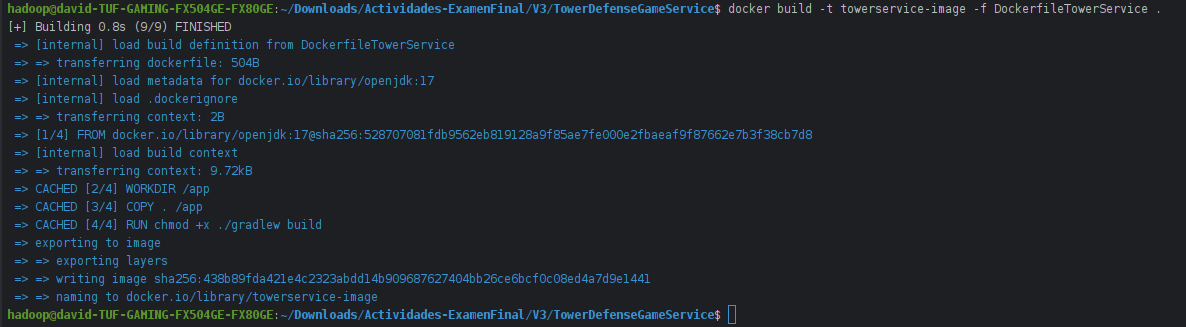 hadoop@david-TUF-GAMING-FX504GE-FX80GE:~/Downloads/Actividades-ExamenFinal/V3/TowerDefenseGameService$ docker build -t towerservice-image -f DockerfileTowerService .
[+] Building 0.8s (9/9) FINISHED
=> [internal] load build definition from DockerfileTowerService
=> => transferring dockerfile: 504B
=> [internal] load metadata for docker.io/library/openjdk:17
=> [internal] load .dockerignore
=> => transferring context: 2B
=> [1/4] FROM docker.io/library/openjdk:17@sha256:528707081fdb9562eb819128a9f85ae7fe000e2fbaeaf9f87662e7b3f38cb7d8
=> [internal] load build context
=> => transferring context: 9.72kB
=> CACHED [2/4] WORKDIR /app
=> CACHED [3/4] COPY . /app
=> CACHED [4/4] RUN chmod +x ./gradlew build
=> exporting to image
=> => exporting layers
=> => writing image sha256:438b89fda421e4c2323abdd14b909687627404bb26ce6bcf0c08ed4a7d9e1441
=> => naming to docker.io/library/towerservice-image
hadoop@david-TUF-GAMING-FX504GE-FX80GE:~/Downloads/Actividades-ExamenFinal/V3/TowerDefenseGameService$